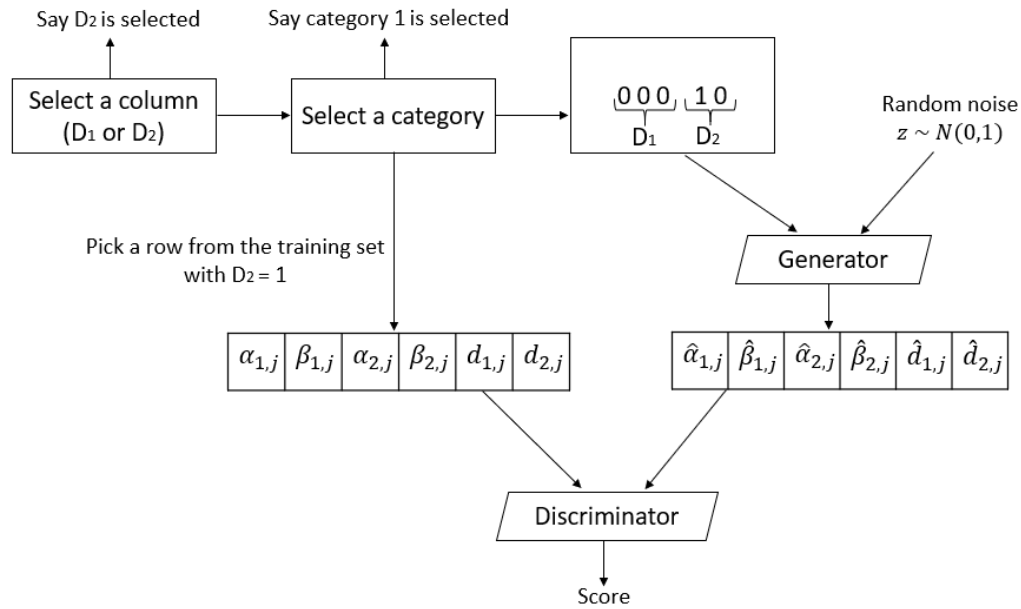 Say D₂ is selected
Say category 1 is selected
Select a column
(D₁ or D₂)
Select a category
0 0 0 1 0
D₁ D₂
Random noise
z ~ N(0,1)
Pick a row from the training set
with D₂ = 1
Generator
α₁,ⱼ β₁,ⱼ α₂,ⱼ β₂,ⱼ d₁,ⱼ d₂,ⱼ
α̂₁,ⱼ β̂₁,ⱼ α̂₂,ⱼ β̂₂,ⱼ d̂₁,ⱼ d̂₂,ⱼ
Discriminator
Score